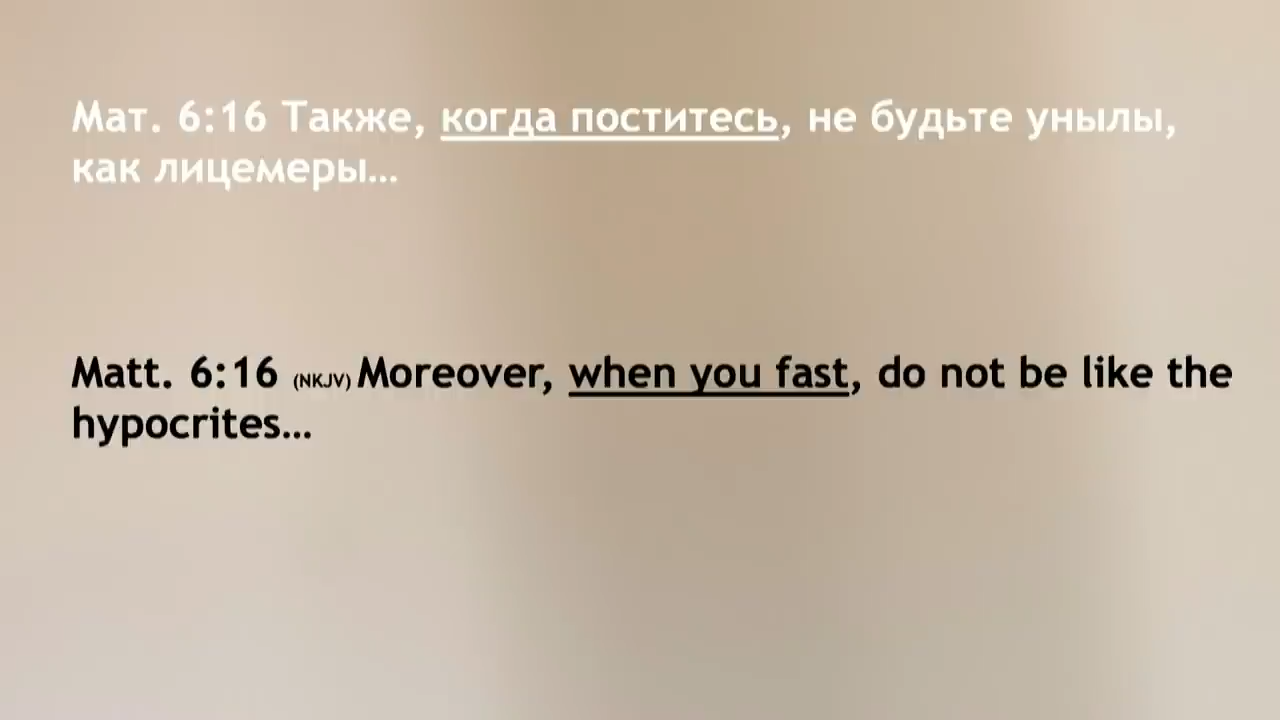 Мат. 6:16 Также, когда поститесь, не будьте унылы,
как лицемеры...
Matt. 6:16 (NKJV) Moreover, when you fast, do not be like the
hypocrites...